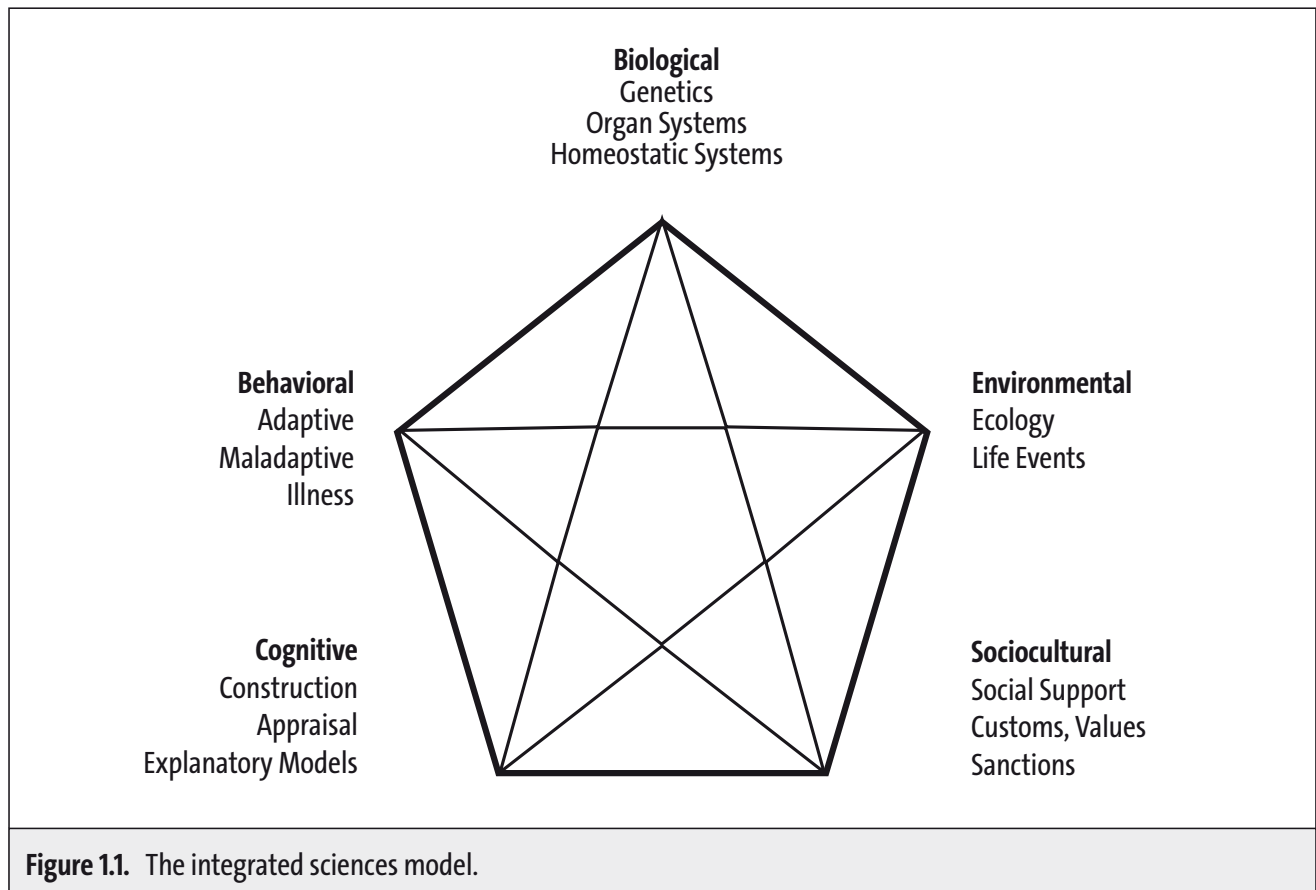 Biological
Genetics
Organ Systems
Homeostatic Systems
Behavioral
Adaptive
Maladaptive
Illness
Environmental
Ecology
Life Events
Cognitive
Construction
Appraisal
Explanatory Models
Sociocultural
Social Support
Customs, Values
Sanctions
Figure 1.1. The integrated sciences model.